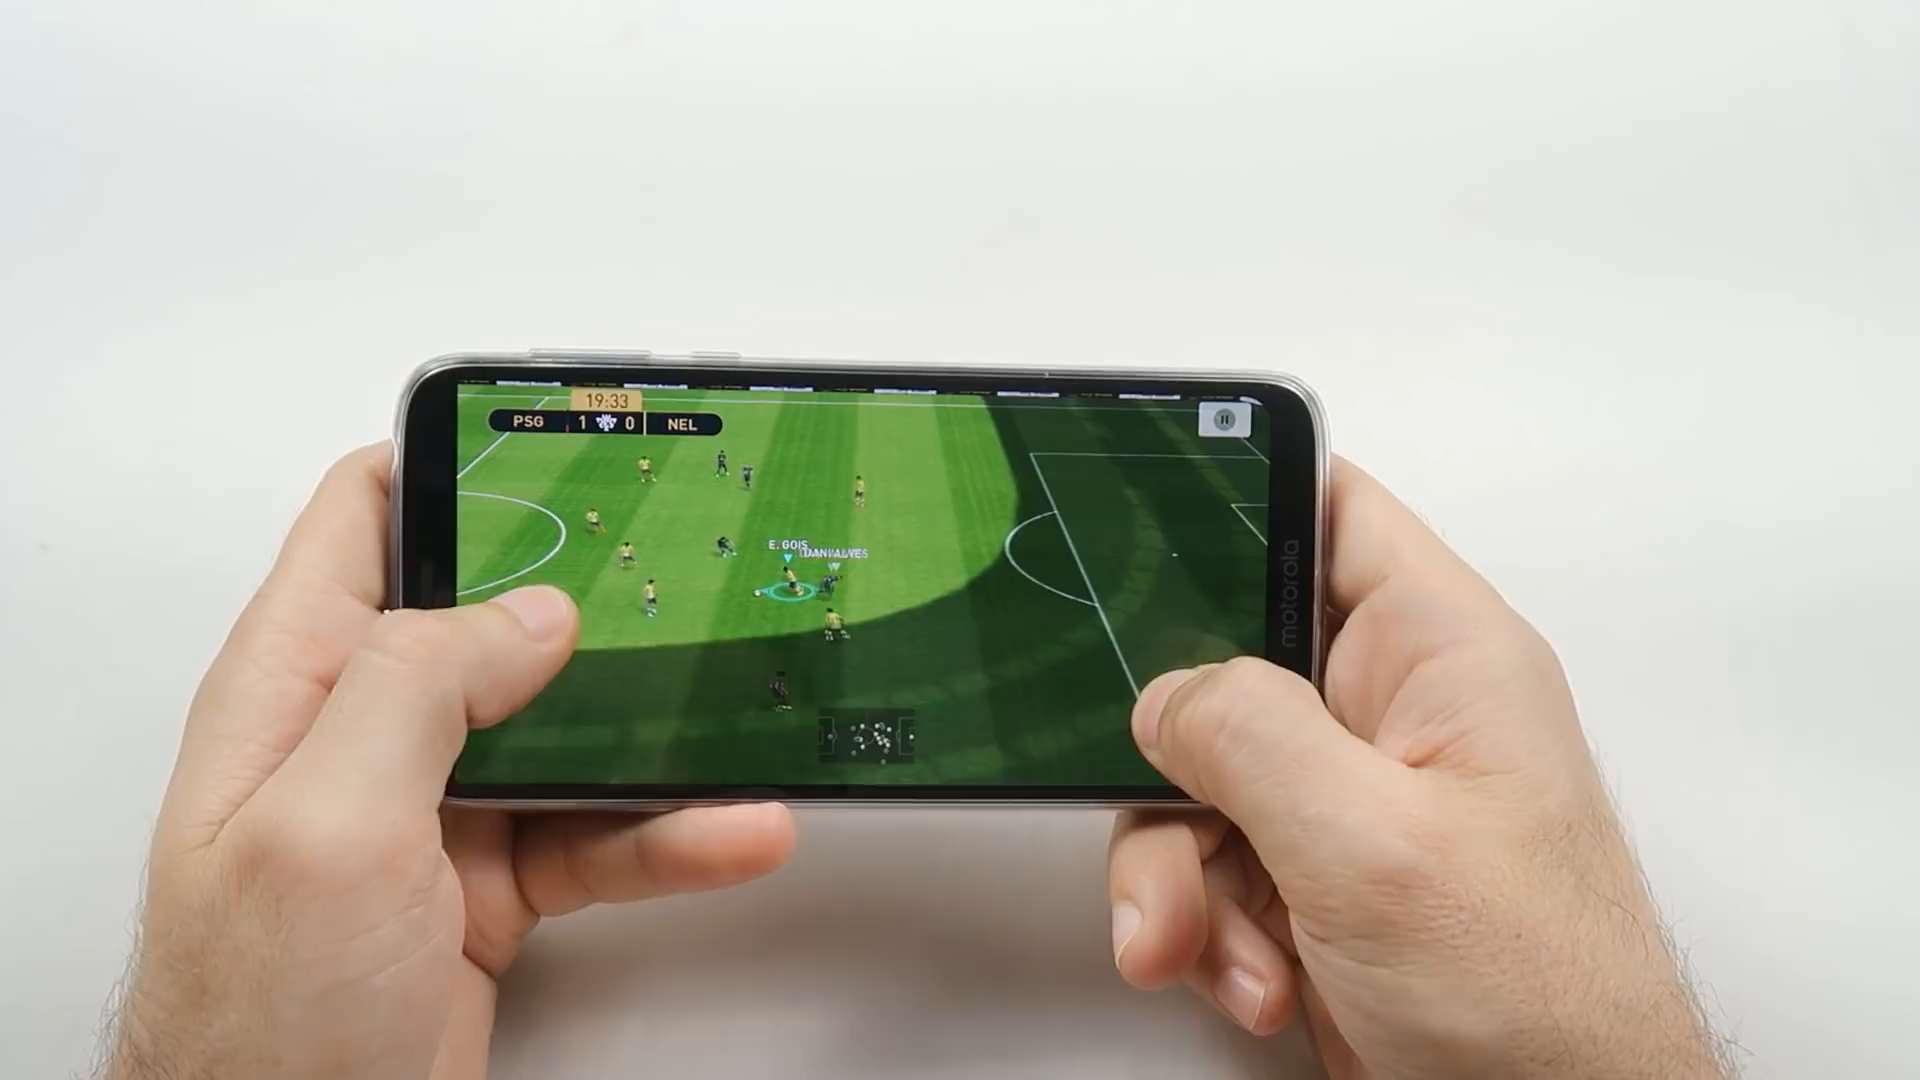 19:33
PSG 1 0 NEL
E. GOIS
DANI ALVES
motorola